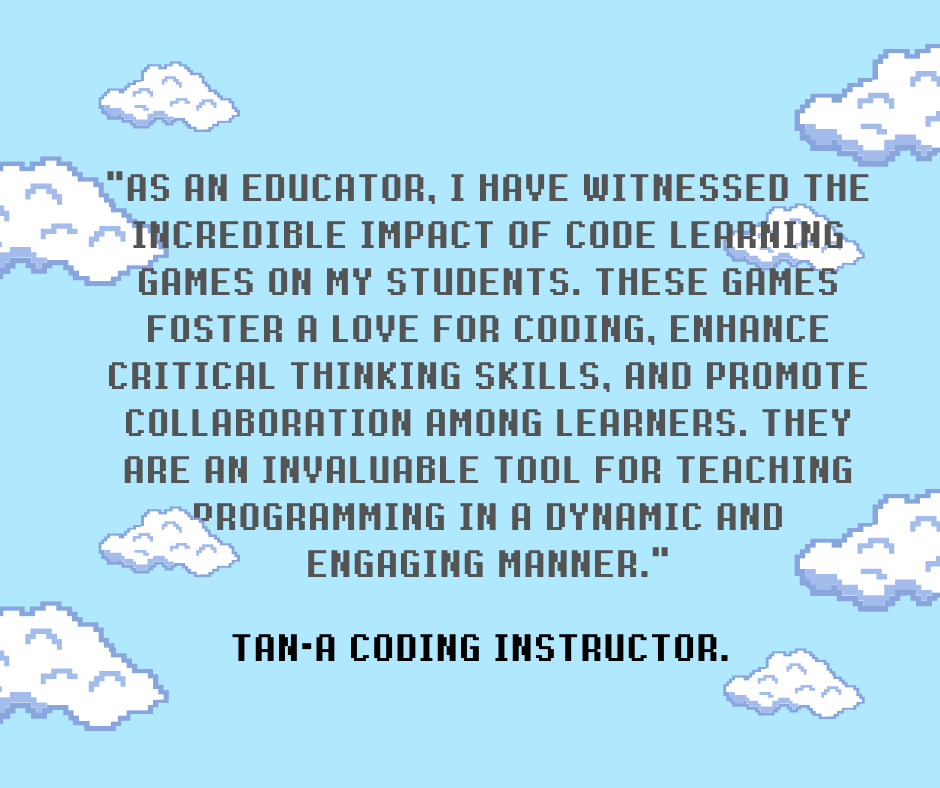 "AS AN EDUCATOR, I HAVE WITNESSED THE
INCREDIBLE IMPACT OF CODE LEARNING
GAMES ON MY STUDENTS. THESE GAMES
FOSTER A LOVE FOR CODING, ENHANCE
CRITICAL THINKING SKILLS, AND PROMOTE
COLLABORATION AMONG LEARNERS. THEY
ARE AN INVALUABLE TOOL FOR TEACHING
PROGRAMMING IN A DYNAMIC AND
ENGAGING MANNER."
TAN-A CODING INSTRUCTOR.